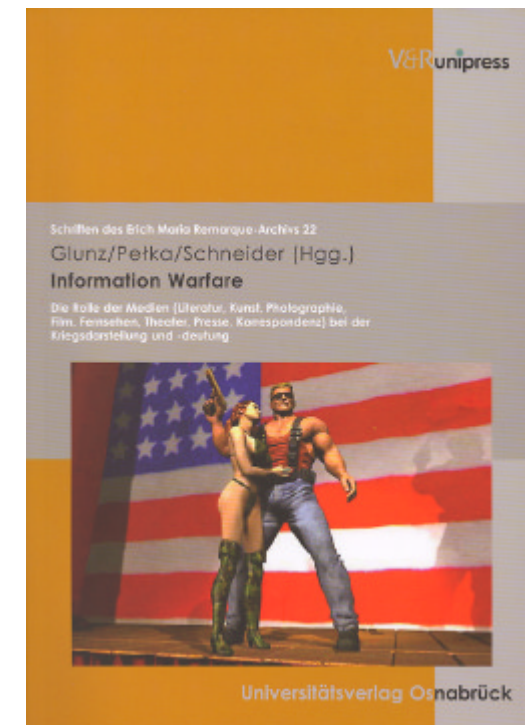 V&R unipress
Schriften des Erich Maria Remarque-Archivs 22
Glunz/Pełka/Schneider (Hgg.)
Information Warfare
Die Rolle der Medien (Literatur, Kunst, Photographie,
Film, Fernsehen, Theater, Presse, Korrespondenz) bei der
Kriegsdarstellung und -deutung
Universitätsverlag Osnabrück